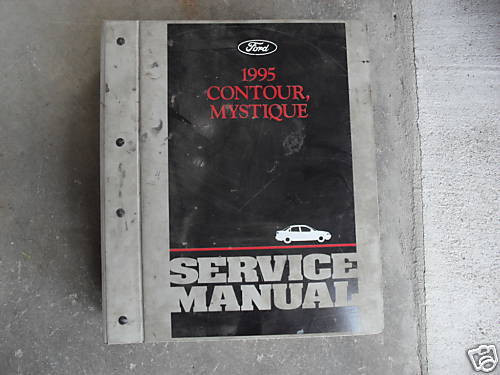 Ford
1995
CONTOUR,
MYSTIQUE
SERVICE
MANUAL